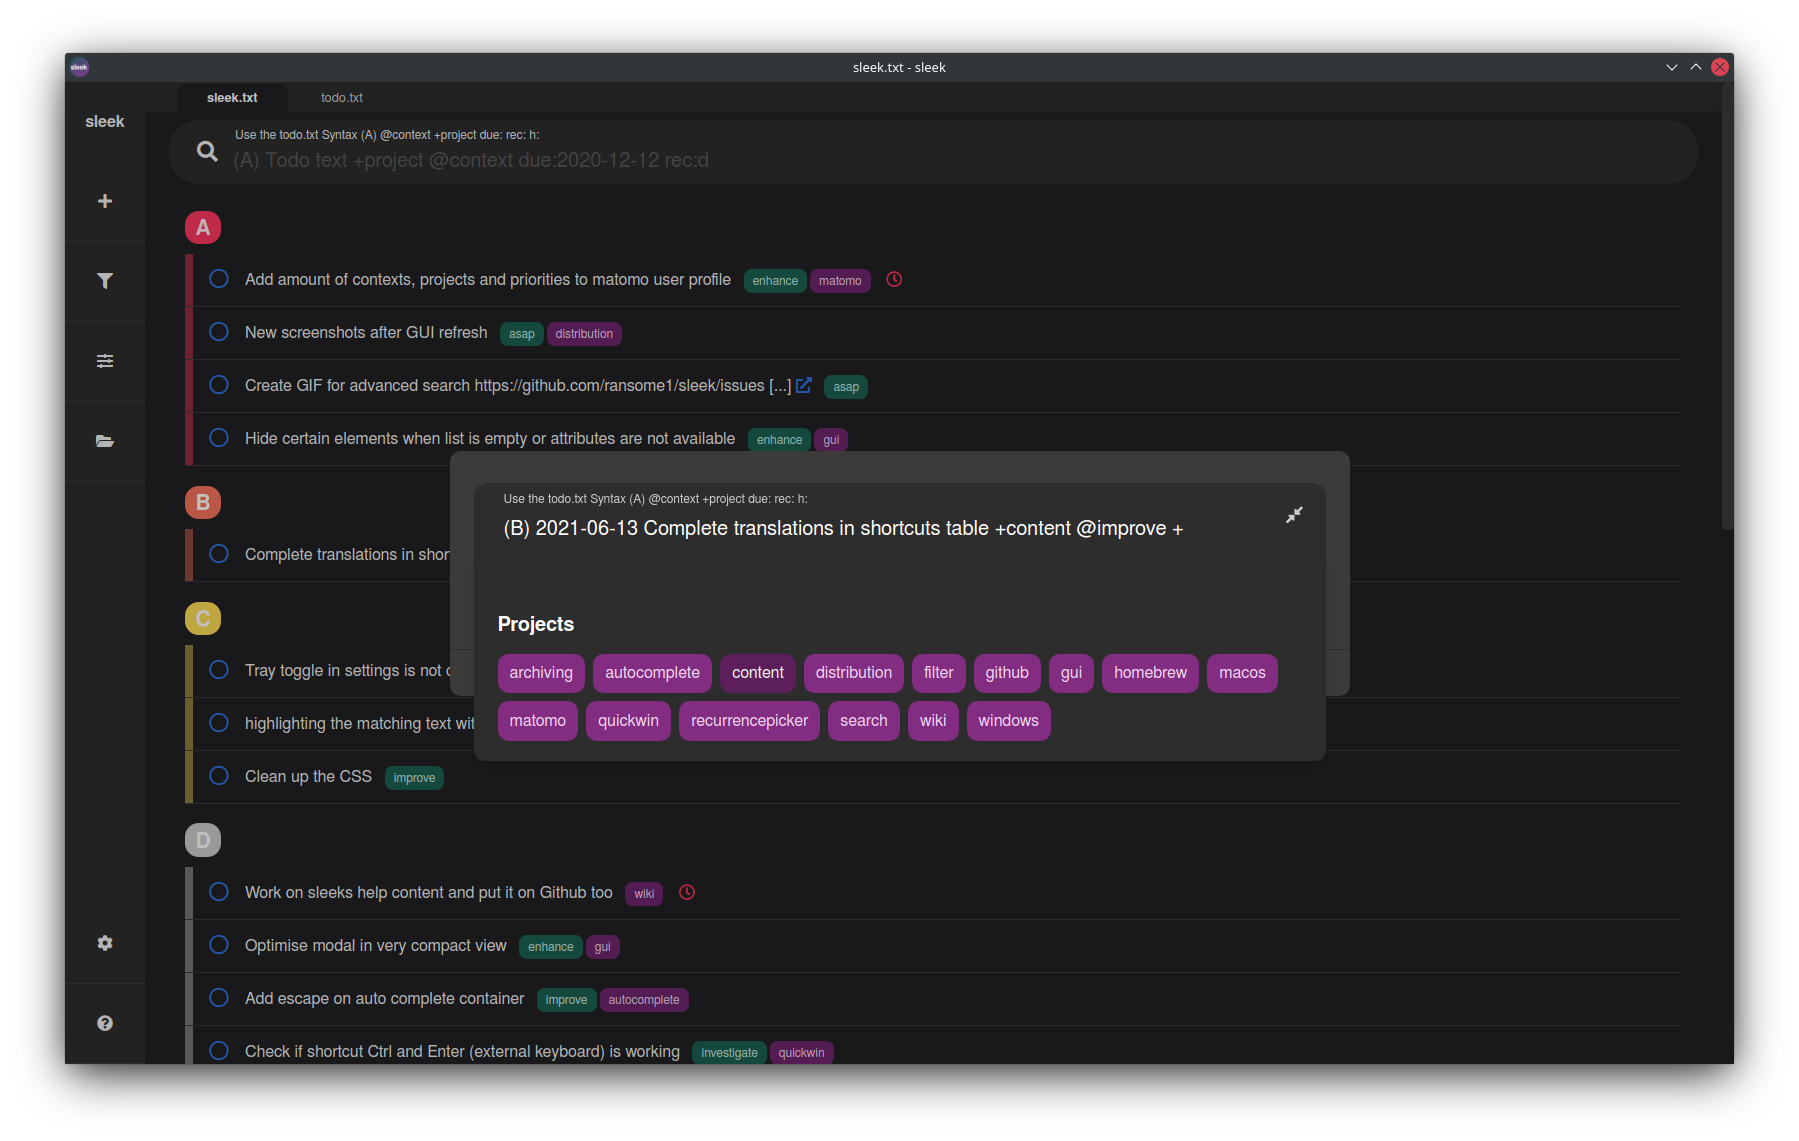 sleek
sleek.txt - sleek
sleek.txt
todo.txt
sleek
Use the todo.txt Syntax (A) @context +project due: rec: h:
(A) Todo text +project @context due:2020-12-12 rec:d
A
Add amount of contexts, projects and priorities to matomo user profile enhance matomo
New screenshots after GUI refresh asap distribution
Create GIF for advanced search https://github.com/ransome1/sleek/issues [...] asap
Hide certain elements when list is empty or attributes are not available enhance gui
B
Complete translations in shor
C
Tray toggle in settings is not
highlighting the matching text wit
Clean up the CSS improve
D
Work on sleeks help content and put it on Github too wiki
Optimise modal in very compact view enhance gui
Add escape on auto complete container improve autocomplete
Check if shortcut Ctrl and Enter (external keyboard) is working investigate quickwin
Use the todo.txt Syntax (A) @context +project due: rec: h:
(B) 2021-06-13 Complete translations in shortcuts table +content @improve +
Projects
archiving autocomplete content distribution filter github gui homebrew macos
matomo quickwin recurrencepicker search wiki windows